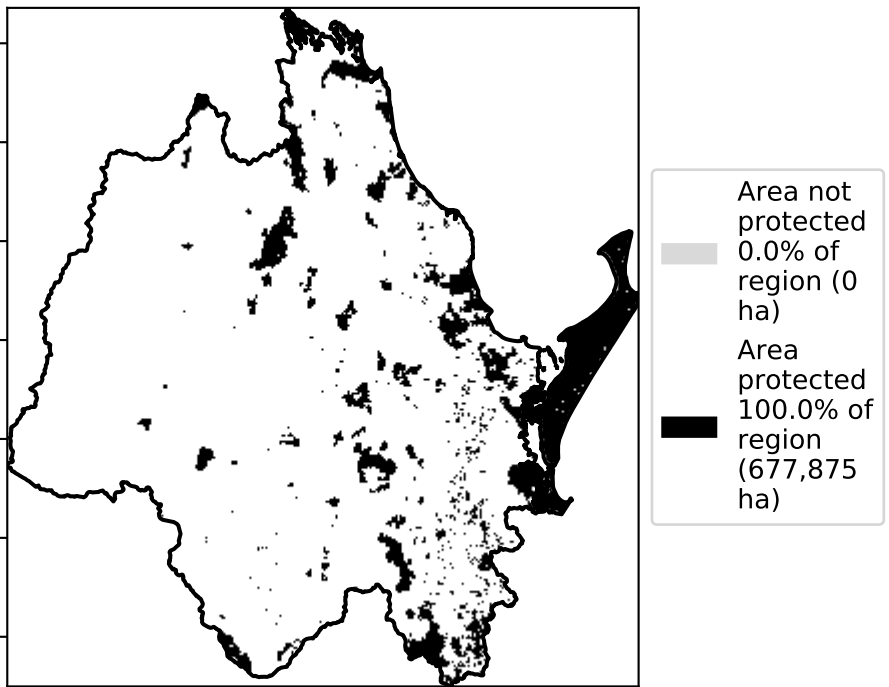 Area not
protected
0.0% of
region (0
ha)
Area
protected
100.0% of
region
(677,875
ha)